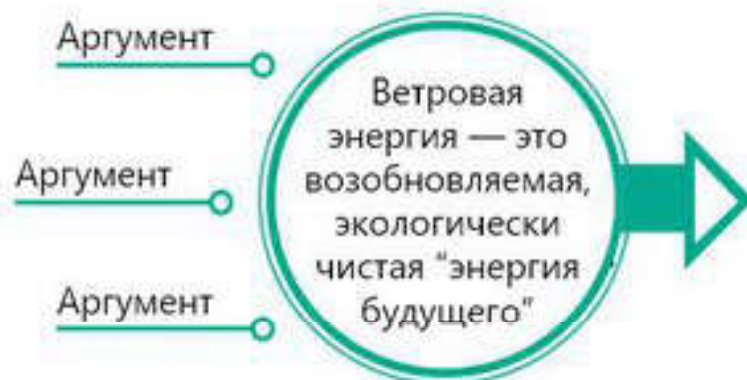 Аргумент
Аргумент
Аргумент
Ветровая
энергия — это
возобновляемая,
экологически
чистая “энергия
будущего”